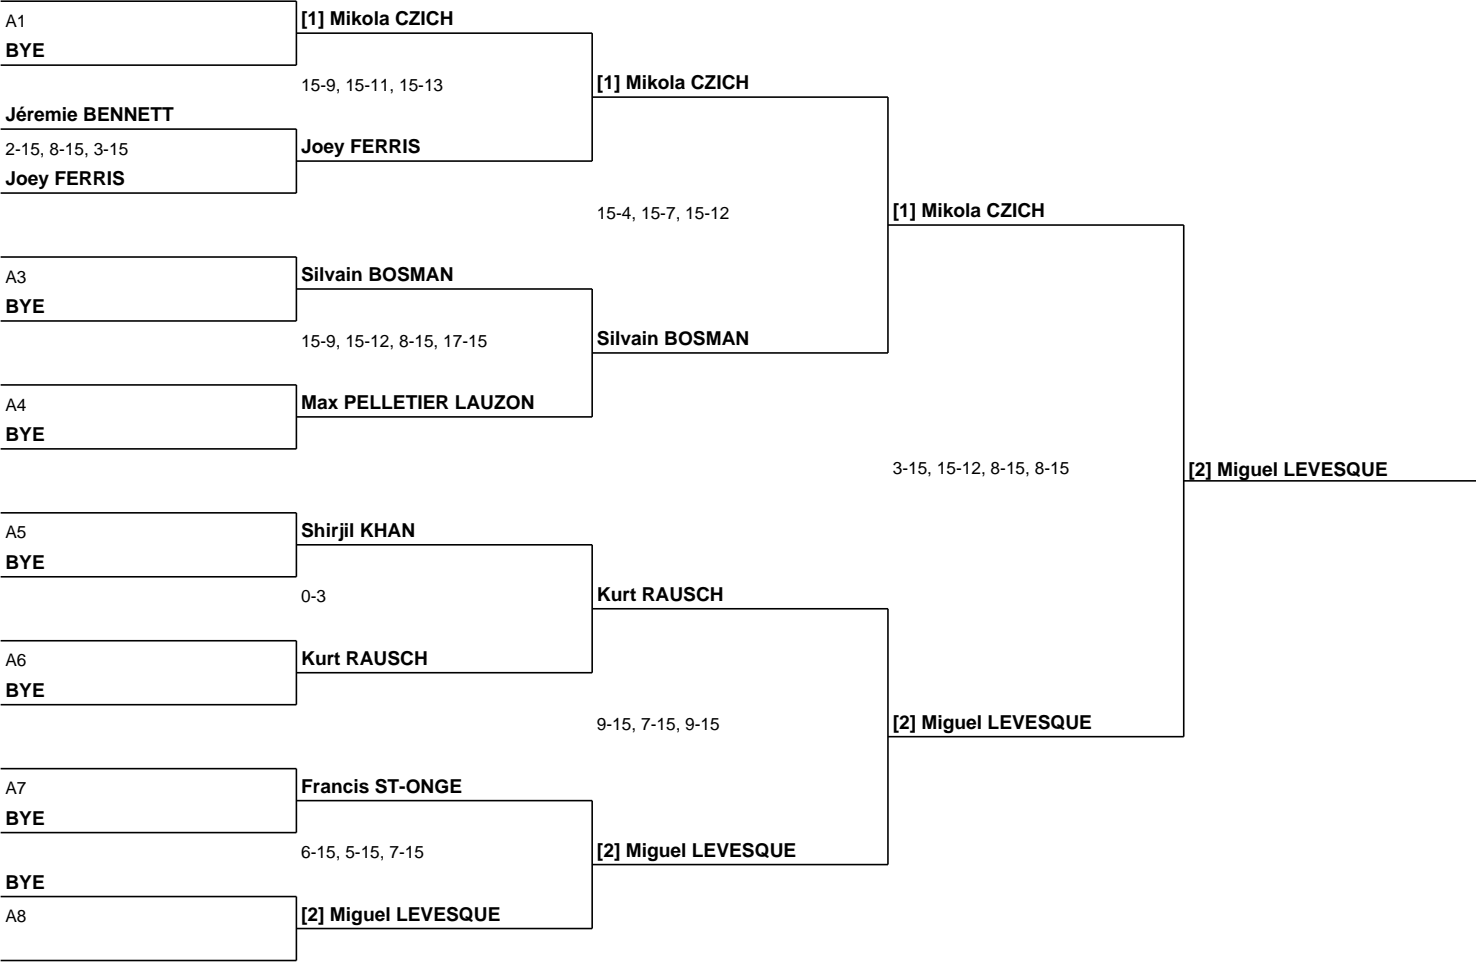 A1
BYE
[1] Mikola CZICH
15-9, 15-11, 15-13
Jéremie BENNETT
2-15, 8-15, 3-15
Joey FERRIS
Joey FERRIS
[1] Mikola CZICH
15-4, 15-7, 15-12
A3
BYE
Silvain BOSMAN
15-9, 15-12, 8-15, 17-15
A4
BYE
Max PELLETIER LAUZON
Silvain BOSMAN
[1] Mikola CZICH
3-15, 15-12, 8-15, 8-15
[2] Miguel LEVESQUE
A5
BYE
Shirjil KHAN
0-3
A6
BYE
Kurt RAUSCH
Kurt RAUSCH
9-15, 7-15, 9-15
[2] Miguel LEVESQUE
A7
BYE
Francis ST-ONGE
6-15, 5-15, 7-15
BYE
A8
[2] Miguel LEVESQUE
[2] Miguel LEVESQUE